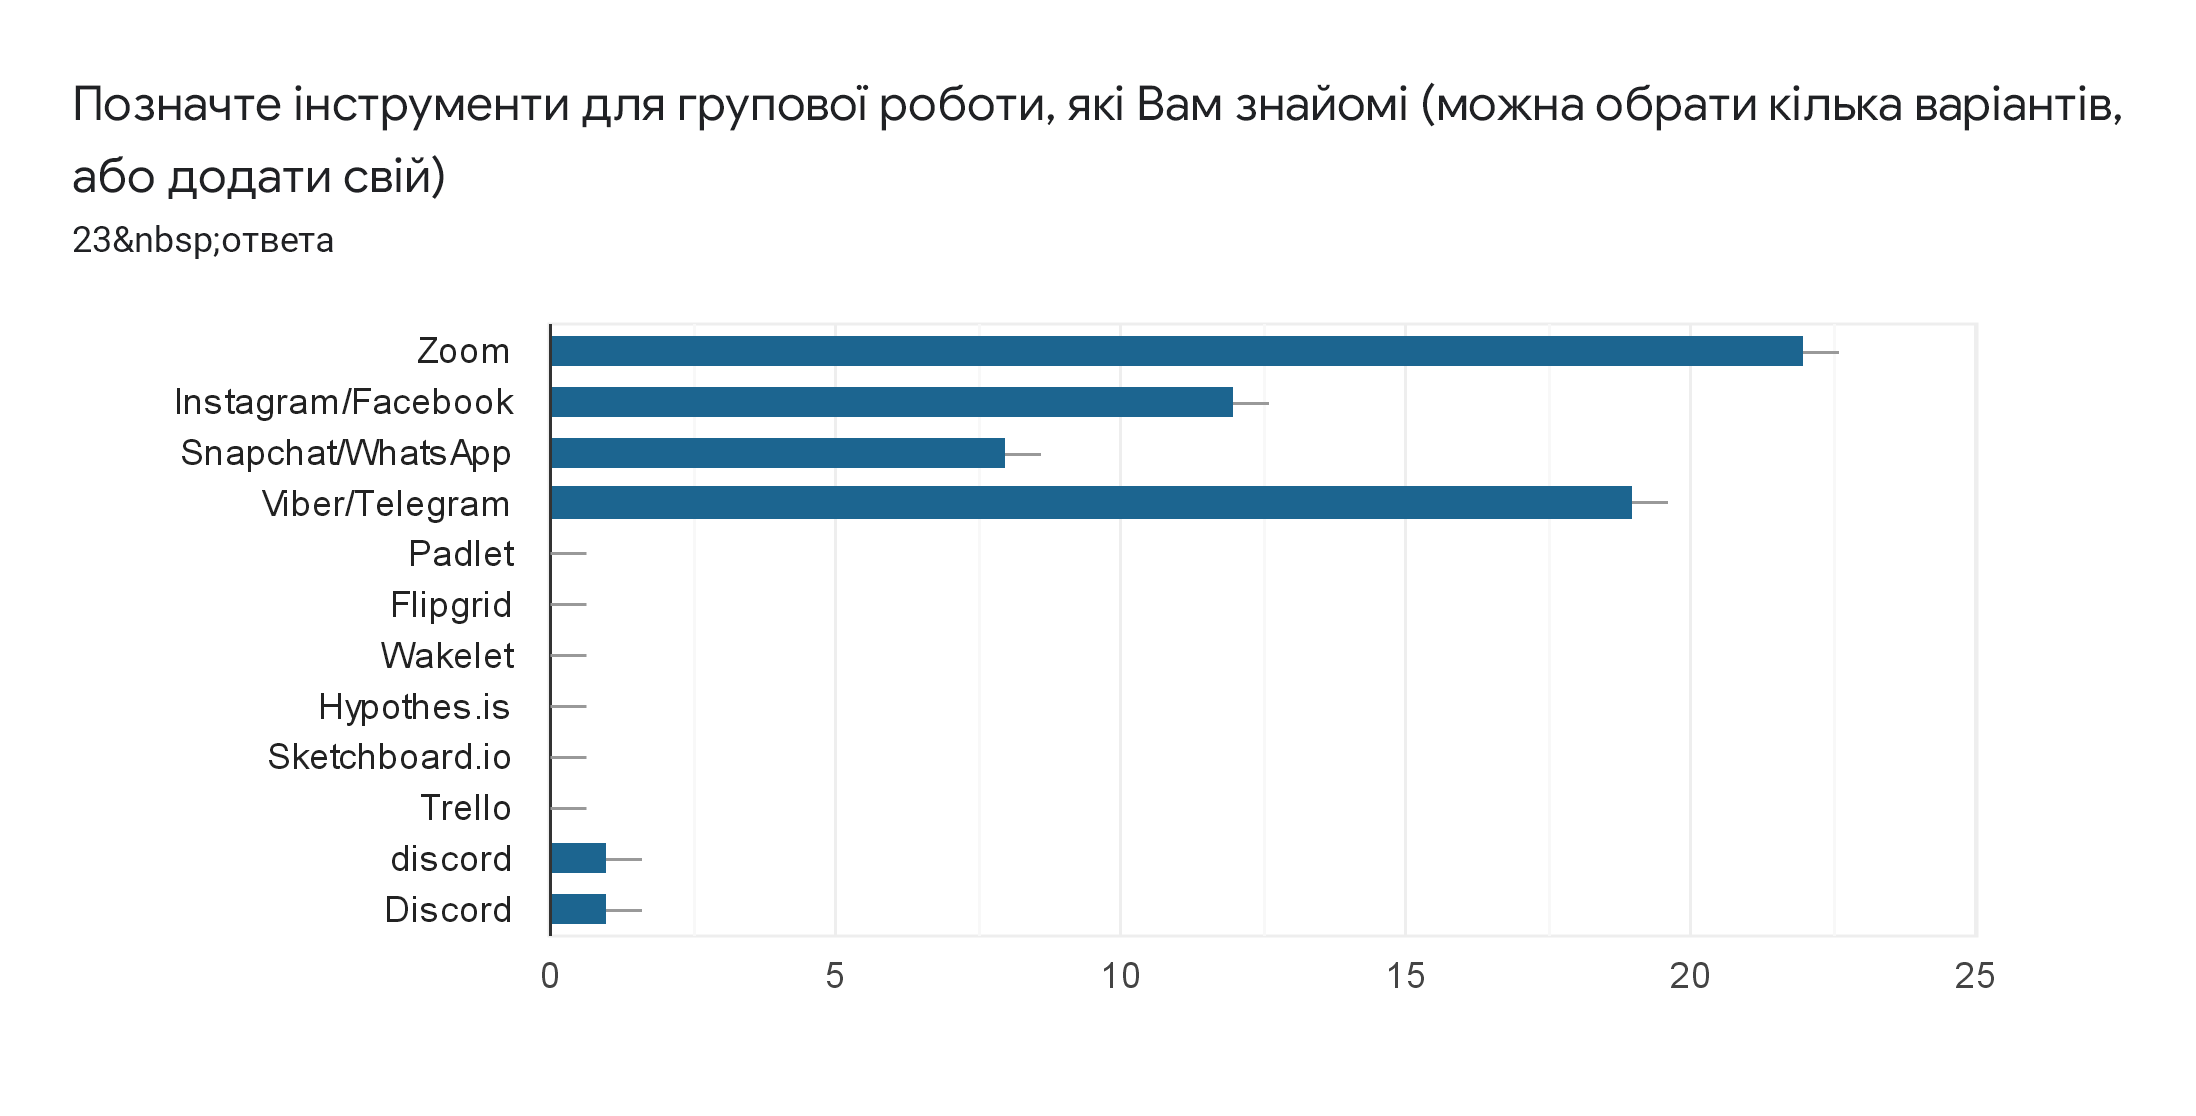 Позначте інструменти для групової роботи, які Вам знайомі (можна обрати кілька варіантів,
або додати свій)
23&nbsp;ответа
Zoom
Instagram/Facebook
Snapchat/WhatsApp
Viber/Telegram
Padlet
Flipgrid
Wakelet
Hypothes.is
Sketchboard.io
Trello
discord
Discord
0 5 10 15 20 25